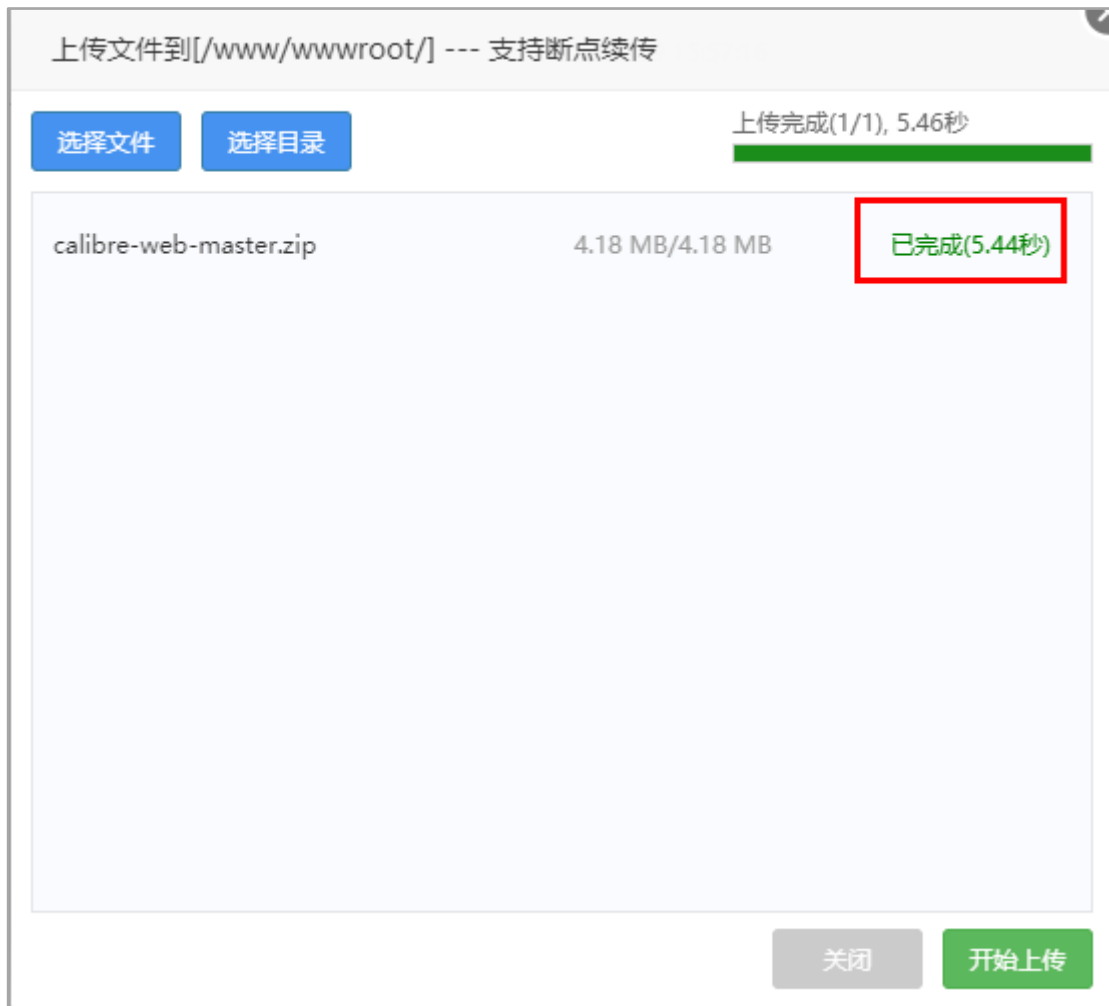 上传文件到[/www/wwwroot/] --- 支持断点续传
选择文件 选择目录 上传完成(1/1), 5.46秒
calibre-web-master.zip 4.18 MB/4.18 MB 已完成(5.44秒)
关闭 开始上传